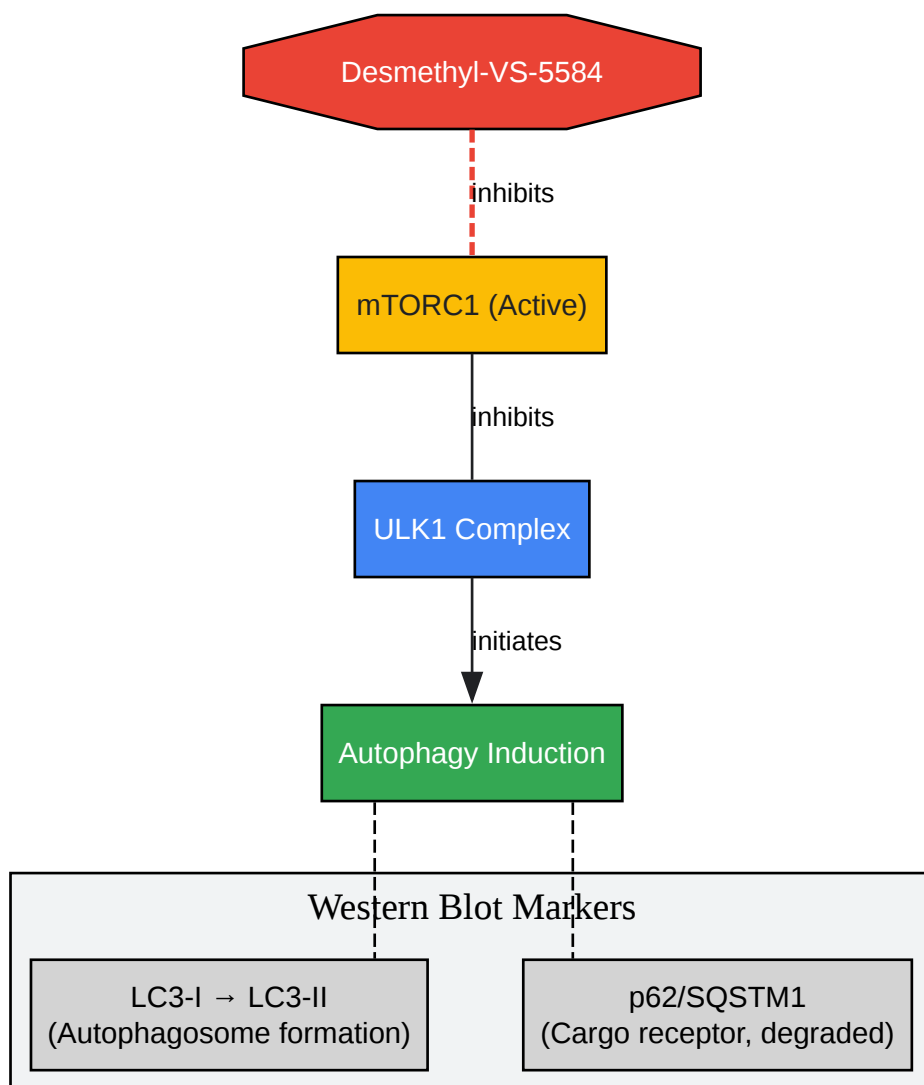 Desmethyl-VS-5584
inhibits
mTORC1 (Active)
inhibits
ULK1 Complex
initiates
Autophagy Induction
Western Blot Markers
LC3-I → LC3-II
(Autophagosome formation)
p62/SQSTM1
(Cargo receptor, degraded)